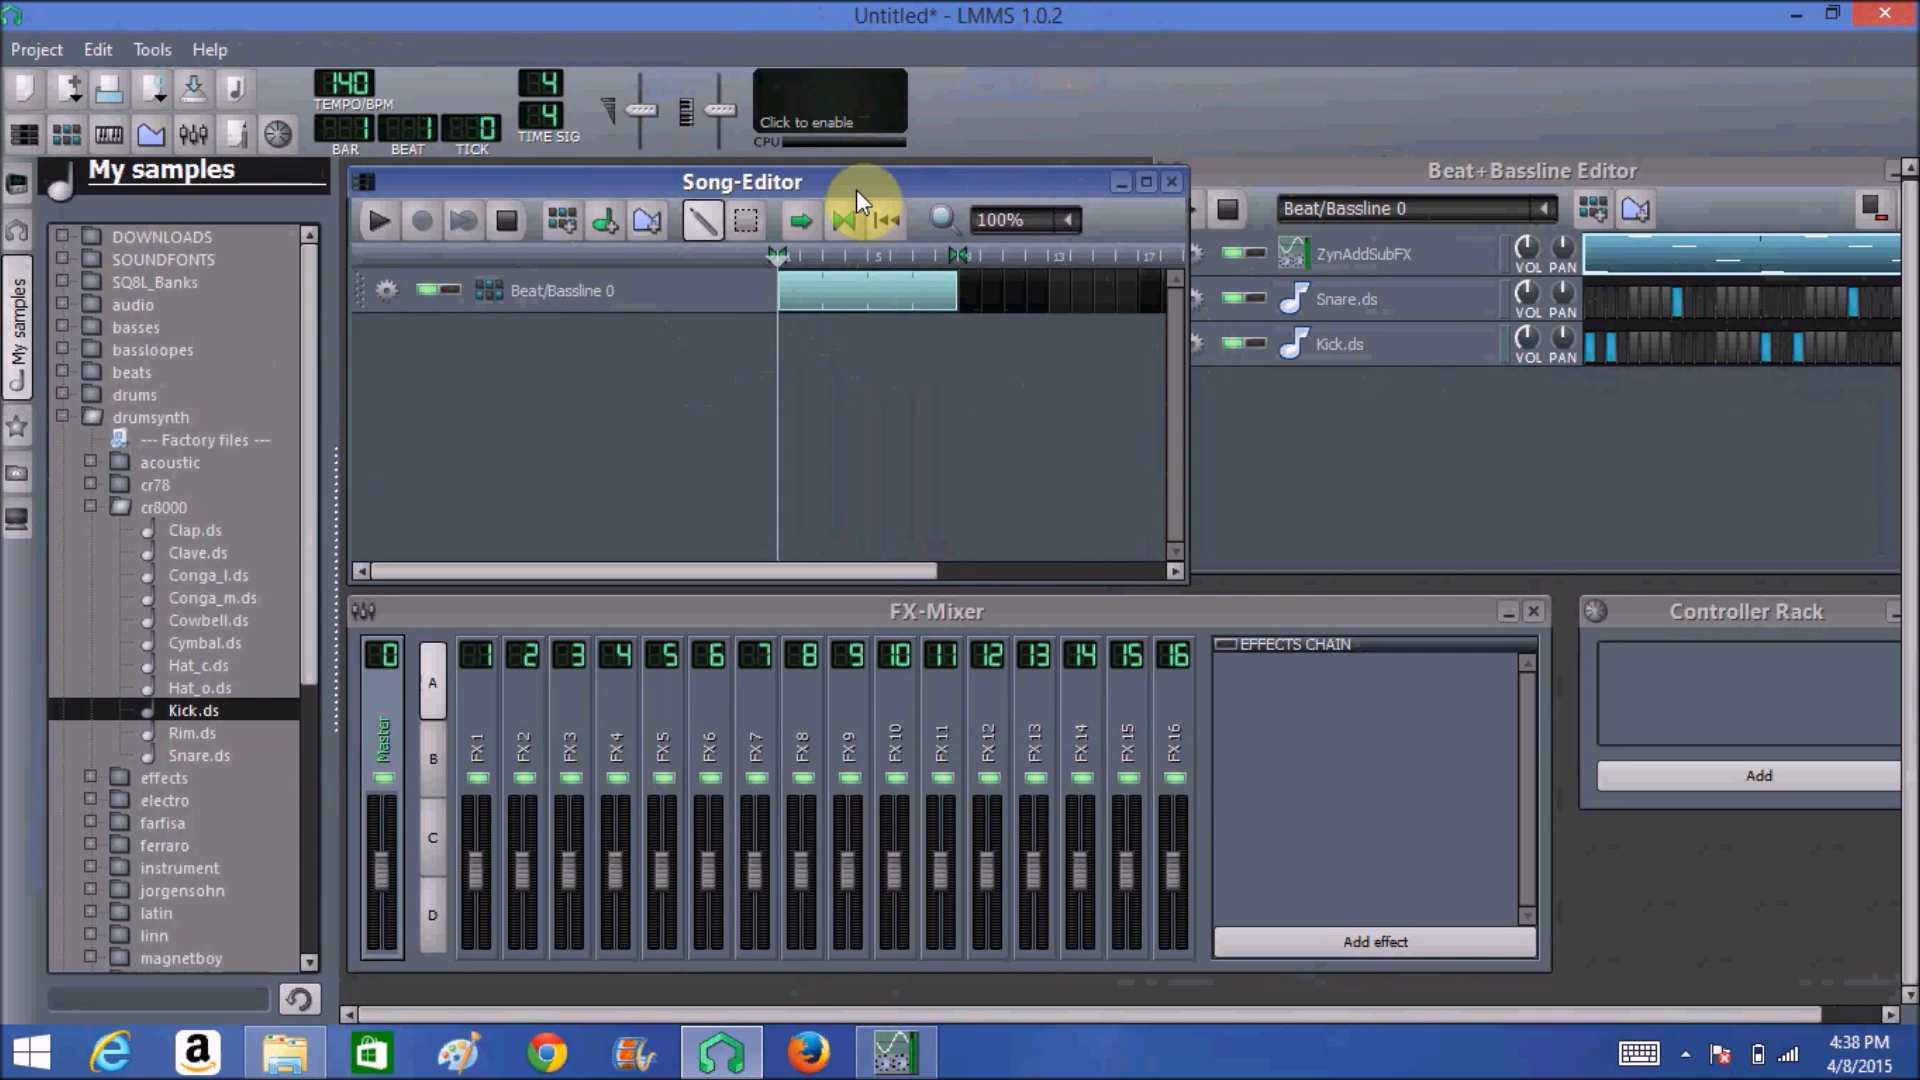 Untitled* - LMMS 1.0.2
Project Edit Tools Help
140
TEMPO/BPM
4
4
TIME SIG
1 1 0
BAR BEAT TICK
Click to enable
CPU
My samples
My samples
DOWNLOADS
SOUNDFONTS
SQ8L_Banks
audio
basses
bassloopes
beats
drums
drumsynth
--- Factory files ---
acoustic
cr78
cr8000
Clap.ds
Clave.ds
Conga_l.ds
Conga_m.ds
Cowbell.ds
Cymbal.ds
Hat_c.ds
Hat_o.ds
Kick.ds
Rim.ds
Snare.ds
effects
electro
farfisa
ferraro
instrument
jorgensohn
latin
linn
magnetboy
Song-Editor
100%
5 13 17
Beat/Bassline 0
Beat+Bassline Editor
Beat/Bassline 0
ZynAddSubFX
VOL PAN
Snare.ds
VOL PAN
Kick.ds
VOL PAN
FX-Mixer
0 1 2 3 4 5 6 7 8 9 10 11 12 13 14 15 16
Master FX 1 FX 2 FX 3 FX 4 FX 5 FX 6 FX 7 FX 8 FX 9 FX 10 FX 11 FX 12 FX 13 FX 14 FX 15 FX 16
A
B
C
D
EFFECTS CHAIN
Add effect
Controller Rack
Add
4:38 PM
4/8/2015